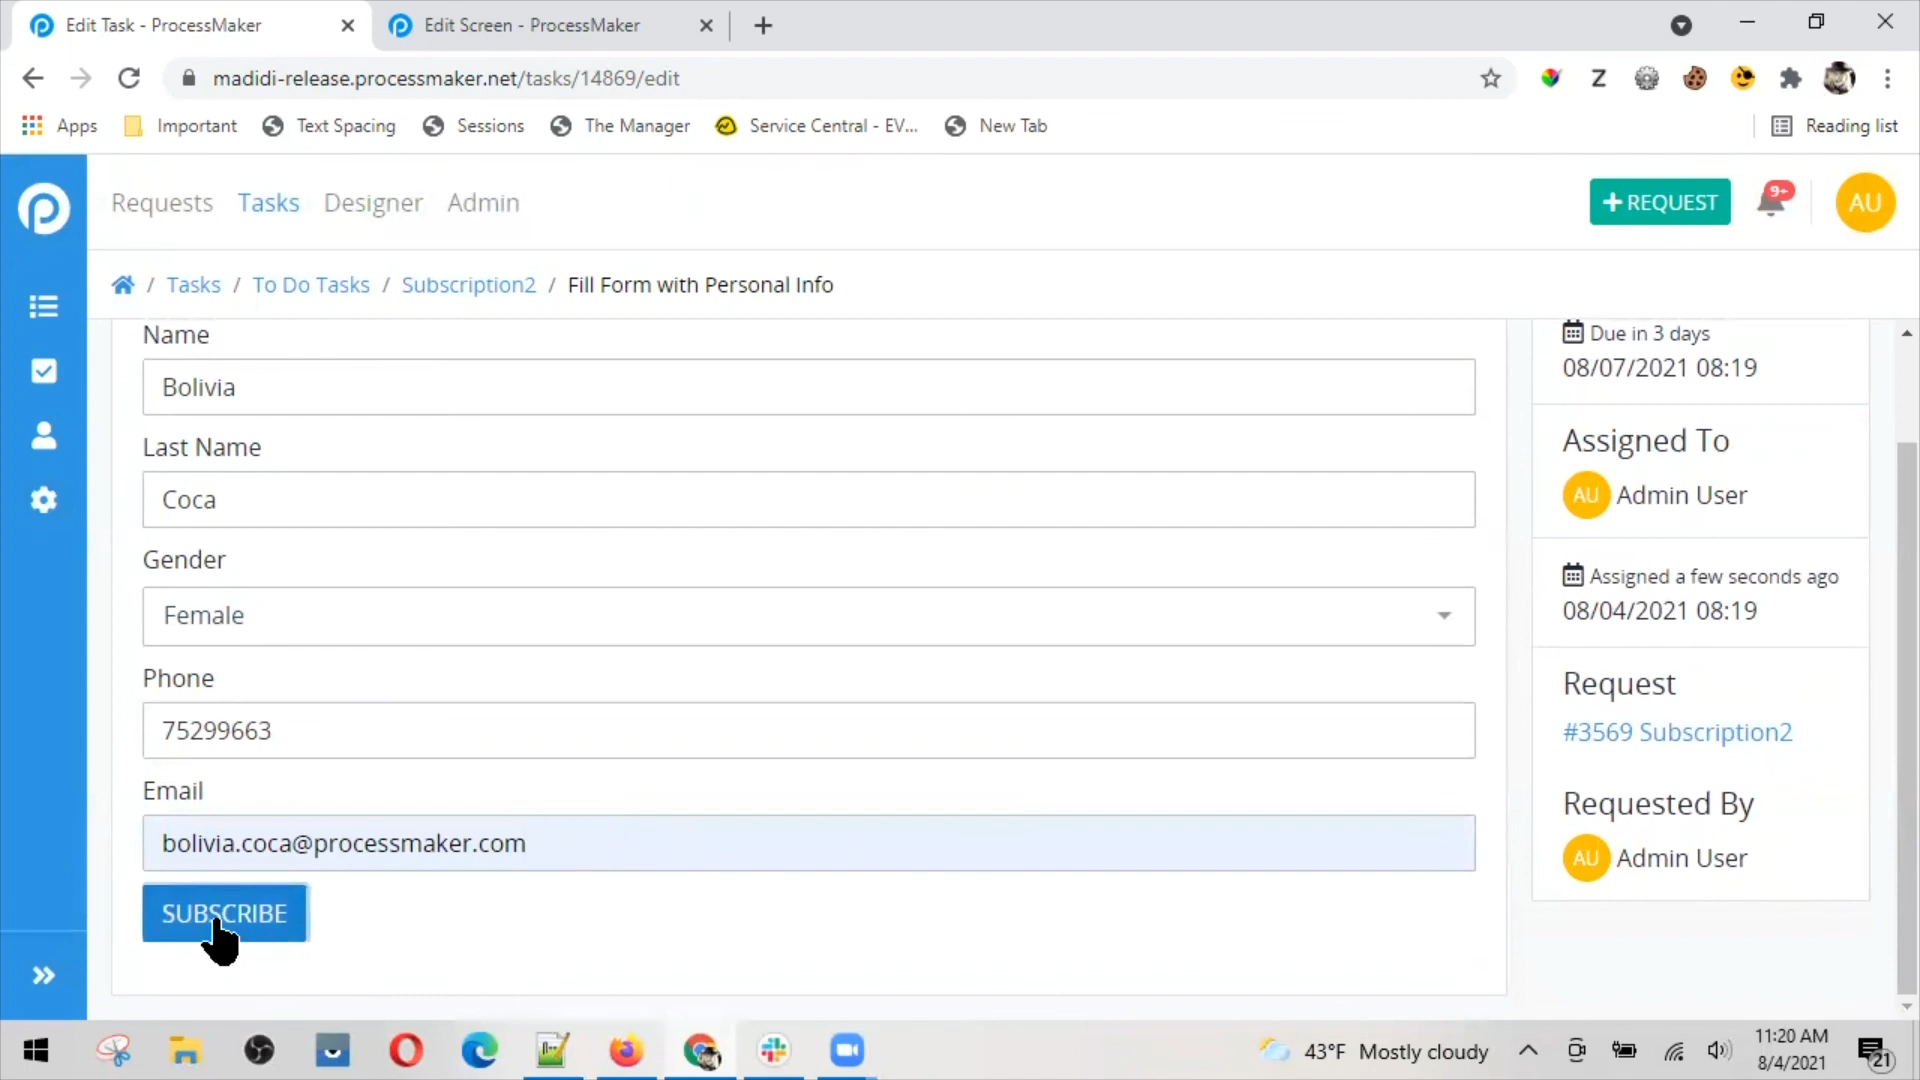 Edit Task - ProcessMaker
Edit Screen - ProcessMaker
madidi-release.processmaker.net/tasks/14869/edit
Z
Apps
Important
Text Spacing
Sessions
The Manager
Service Central - EV...
New Tab
Reading list
Requests
Tasks
Designer
Admin
+ REQUEST
9+
AU
/ Tasks / To Do Tasks / Subscription2 / Fill Form with Personal Info
Name
Bolivia
Last Name
Coca
Gender
Female
Phone
75299663
Email
bolivia.coca@processmaker.com
SUBSCRIBE
Due in 3 days
08/07/2021 08:19
Assigned To
AU Admin User
Assigned a few seconds ago
08/04/2021 08:19
Request
#3569 Subscription2
Requested By
AU Admin User
43°F Mostly cloudy
11:20 AM
8/4/2021
21